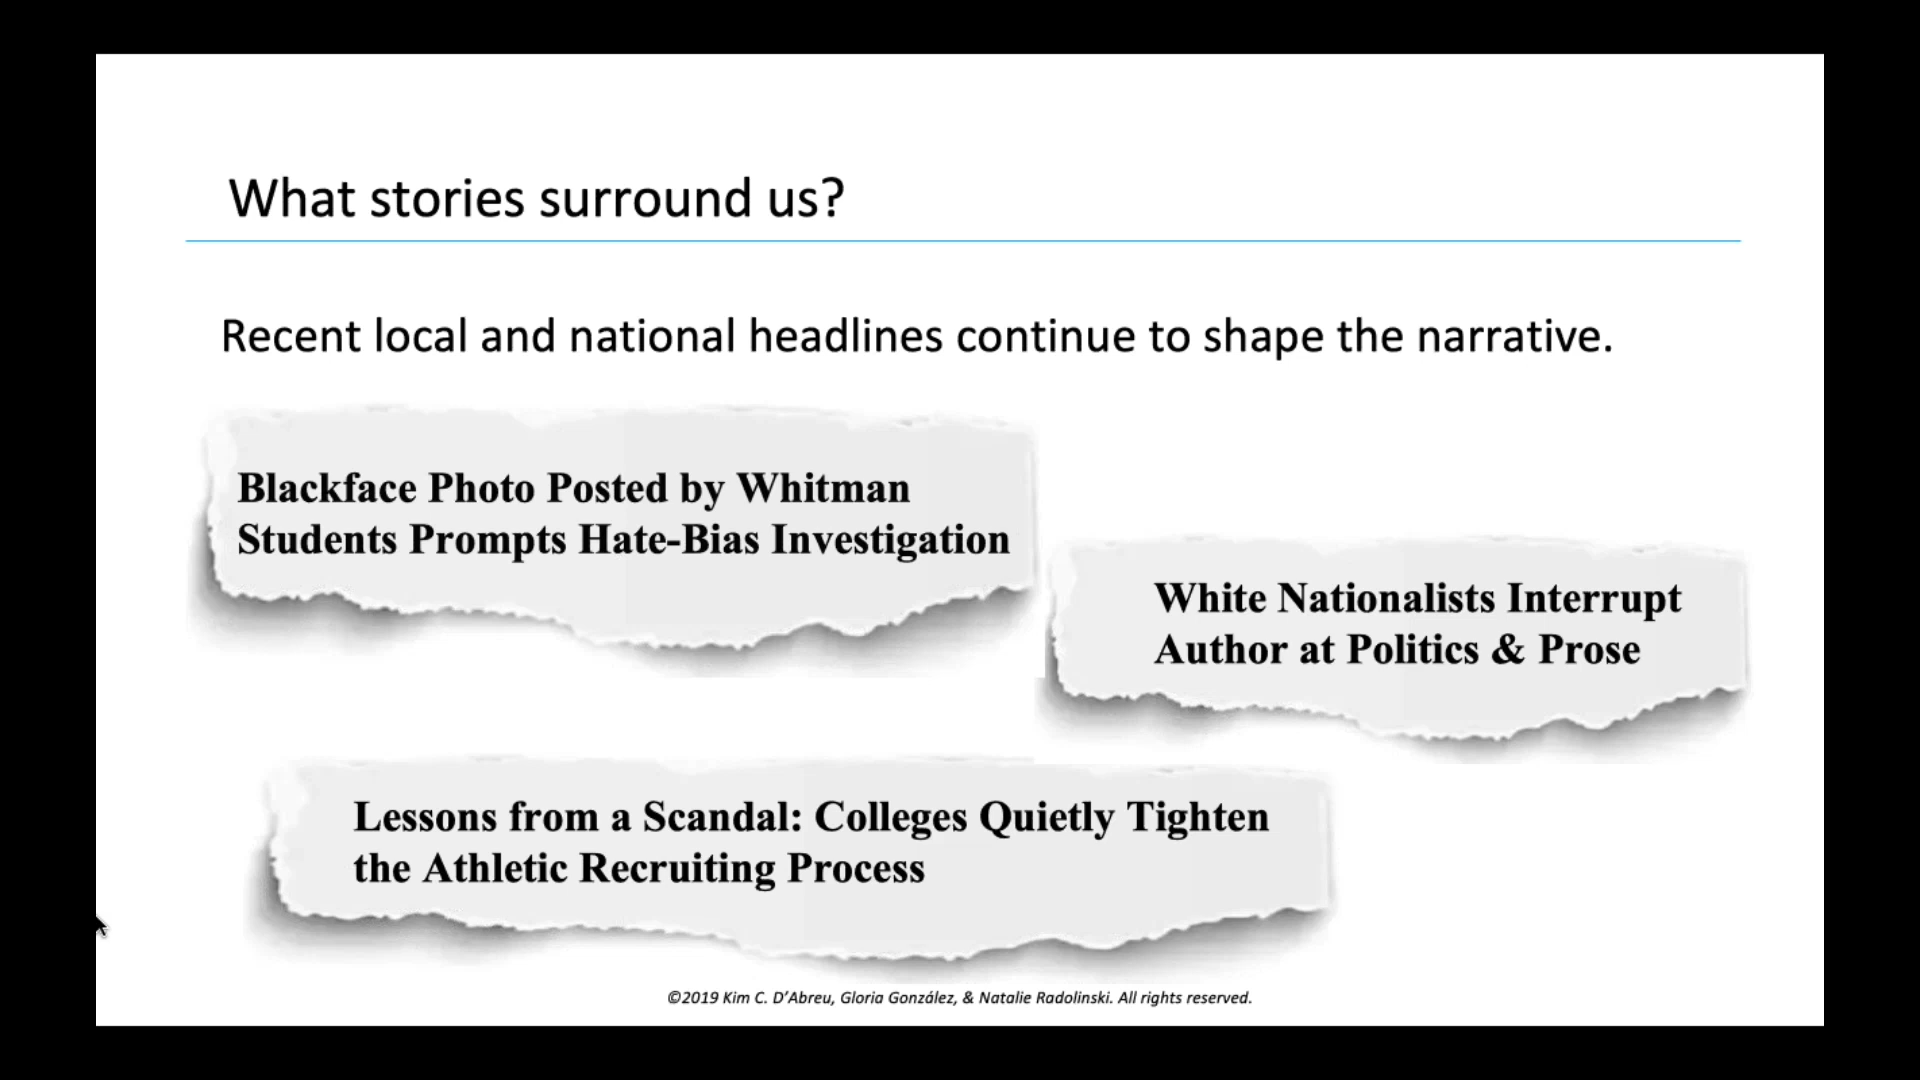 What stories surround us?
Recent local and national headlines continue to shape the narrative.
Blackface Photo Posted by Whitman
Students Prompts Hate-Bias Investigation
White Nationalists Interrupt
Author at Politics & Prose
Lessons from a Scandal: Colleges Quietly Tighten
the Athletic Recruiting Process
©2019 Kim C. D’Abreu, Gloria González, & Natalie Radolinski. All rights reserved.